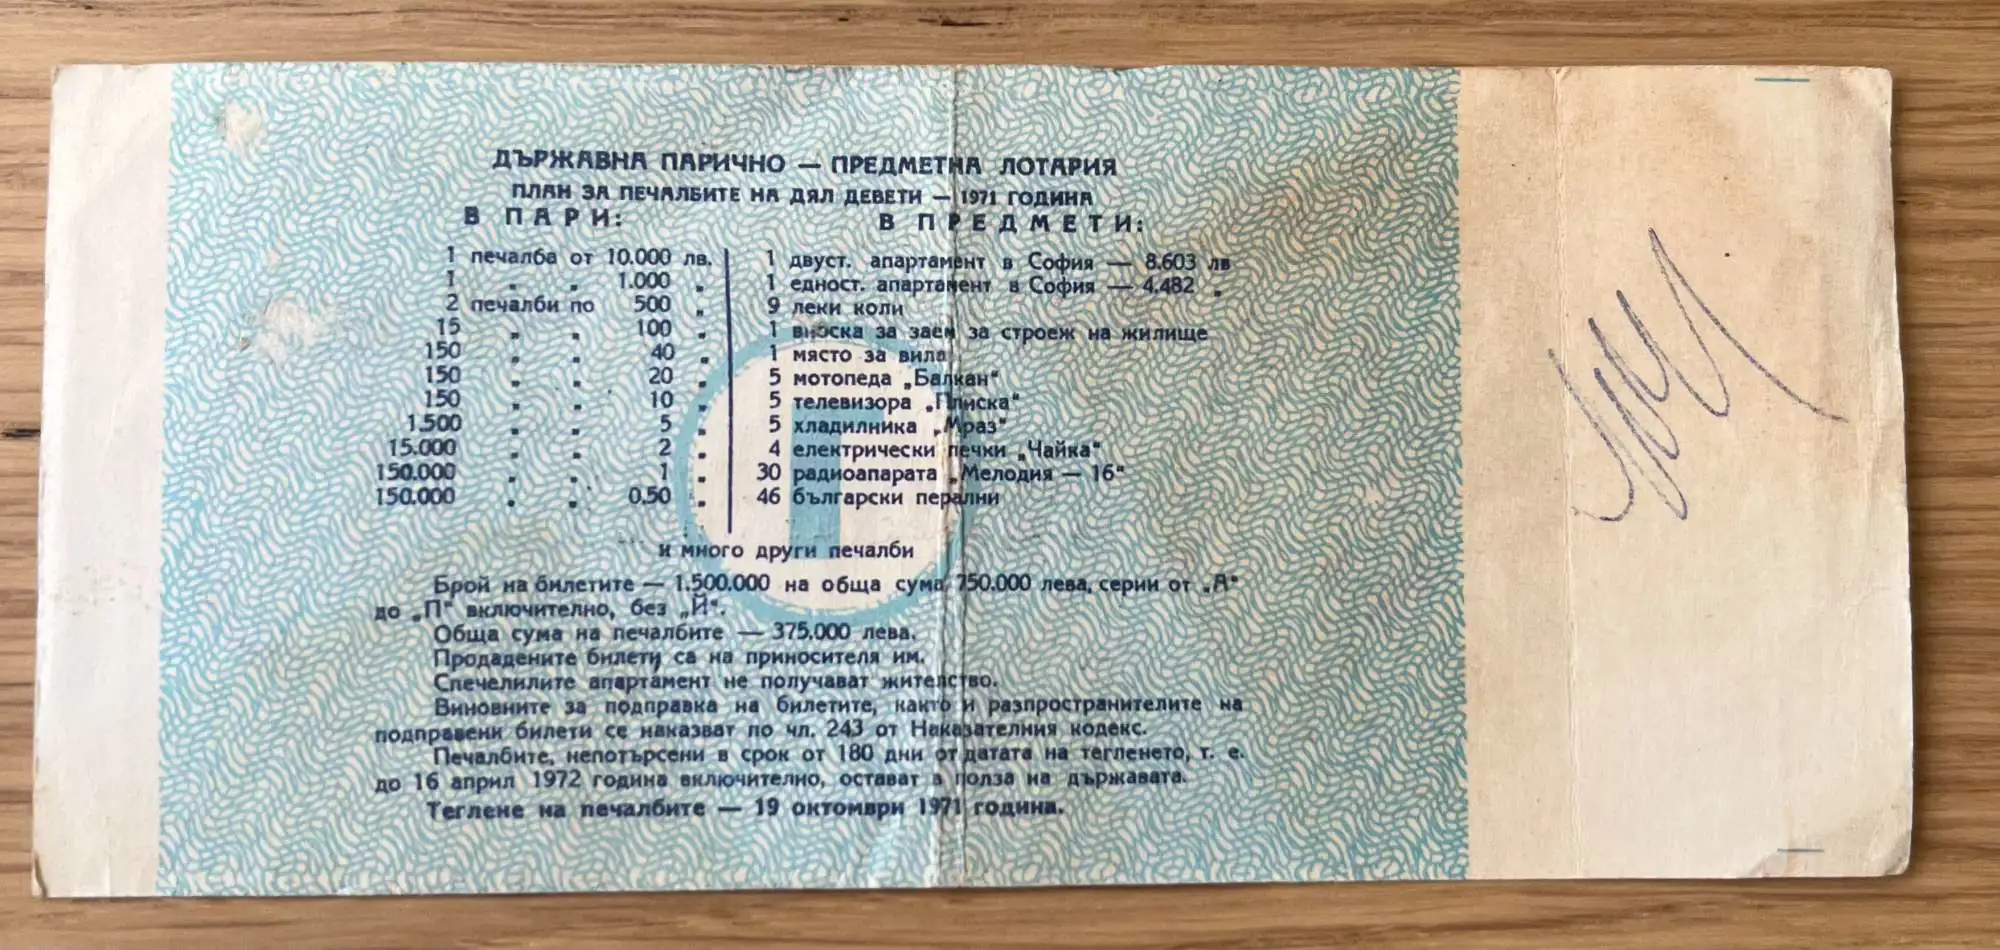 ДЪРЖАВНА ПАРИЧНО — ПРЕДМЕТНА ЛОТАРИЯ
ПЛАН ЗА ПЕЧАЛБИТЕ НА ДЯЛ ДЕВЕТИ — 1971 ГОДИНА
В ПАРИ:
1 печалба от 10.000 лв.
1 „ „ 1.000 „
2 печалби по 500 „
15 „ „ 100 „
150 „ „ 40 „
150 „ „ 20 „
150 „ „ 10 „
1.500 „ „ 5 „
15.000 „ „ 2 „
150.000 „ „ 1 „
150.000 „ „ 0.50 „
В ПРЕДМЕТИ:
1 двуст. апартамент в София — 8.603 лв
1 едност. апартамент в София — 4.482 „
9 леки коли
1 вноска за заем за строеж на жилище
1 място за вила
5 мотопеда „Балкан“
5 телевизора „Плиска“
5 хладилника „Мраз“
4 електрически печки „Чайка“
30 радиоапарата „Мелодия — 16“
46 български перални
и много други печалби
Брой на билетите — 1.500.000 на обща сума 750.000 лева, серии от „А“
до „П“ включително, без „Й“.
Обща сума на печалбите — 375.000 лева.
Продадените билети са на приносителя им.
Спечелилите апартамент не получават жителство.
Виновните за подправка на билетите, както и разпространителите на
подправени билети се наказват по чл. 243 от Наказателния кодекс.
Печалбите, непотърсени в срок от 180 дни от датата на тегленето, т. е.
до 16 април 1972 година включително, остават в полза на държавата.
Теглене на печалбите — 19 октомври 1971 година.